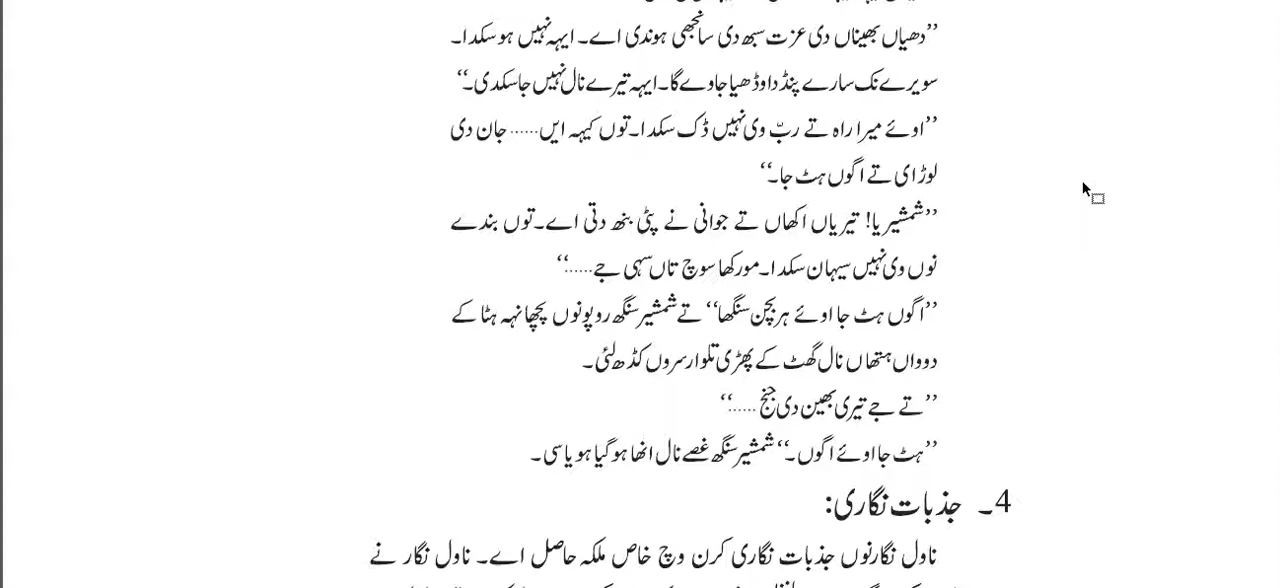 ’’دھیاں بھیناں دی عزت سبھ دی سانجھی ہوندی اے۔ ایہہ نہیں ہو سکدا۔
سویرے نک سارے پنڈ دا وڈھیا جاوے گا۔ ایہہ تیرے نال نہیں جا سکدی۔‘‘
’’اوئے میرا راہ تے ربّ وی نہیں ڈک سکدا۔ توں کیہہ ایں...... جان دی
لوڑ ای تے اگوں ہٹ جا۔‘‘
’’شمشیریا! تیریاں اکھاں تے جوانی نے پٹی بنھ دتی اے۔ توں بندے
نوں وی نہیں سیہان سکدا۔ مورکھا سوچ تاں سہی جے......‘‘
’’اگوں ہٹ جا اوئے ہربچن سنگھا‘‘ تے شمشیر سنگھ روپو نوں پچھانہہ ہٹا کے
دوواں ہتھاں نال گھٹ کے پھڑی تلوار سروں کڈھ لئی۔
’’تے جے تیری بھین دی جنج ......‘‘
’’ہٹ جا اوئے اگوں۔‘‘ شمشیر سنگھ غصے نال انھا ہو گیا ہویا سی۔
4۔ جذبات نگاری:
ناول نگار نوں جذبات نگاری کرن وچ خاص ملکہ حاصل اے۔ ناول نگار نے